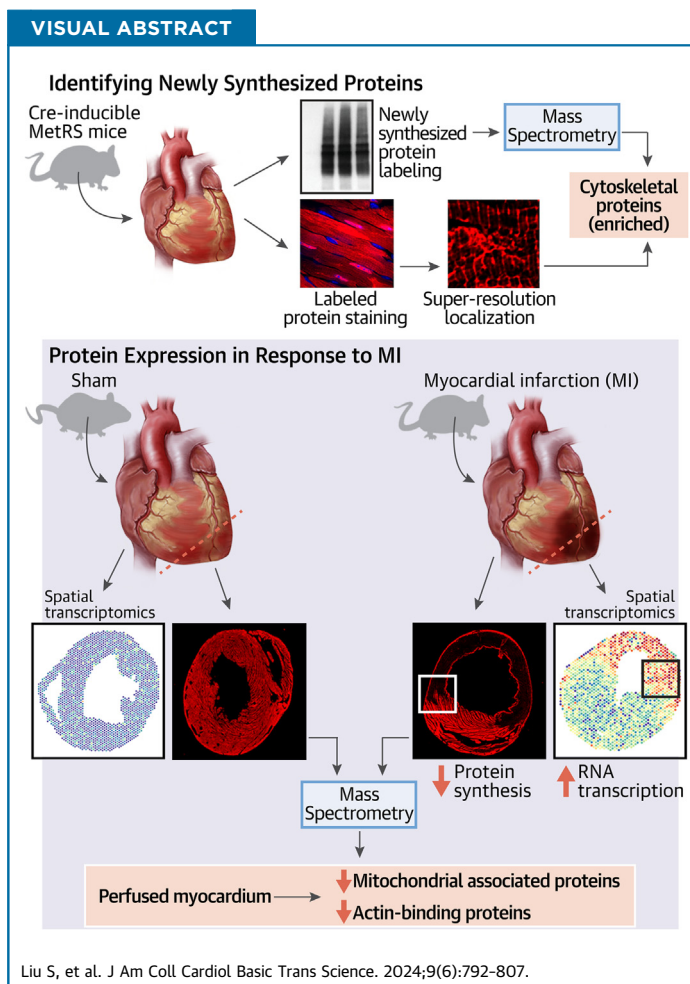 VISUAL ABSTRACT
Identifying Newly Synthesized Proteins
Cre-inducible
MetRS mice
Newly
synthesized
protein
labeling
Mass
Spectrometry
Cytoskeletal
proteins
(enriched)
Labeled
protein staining
Super-resolution
localization
Protein Expression in Response to MI
Sham
Myocardial infarction (MI)
Spatial
transcriptomics
Spatial
transcriptomics
Protein
synthesis
RNA
transcription
Mass
Spectrometry
Perfused myocardium
Mitochondrial associated proteins
Actin-binding proteins
Liu S, et al. J Am Coll Cardiol Basic Trans Science. 2024;9(6):792-807.